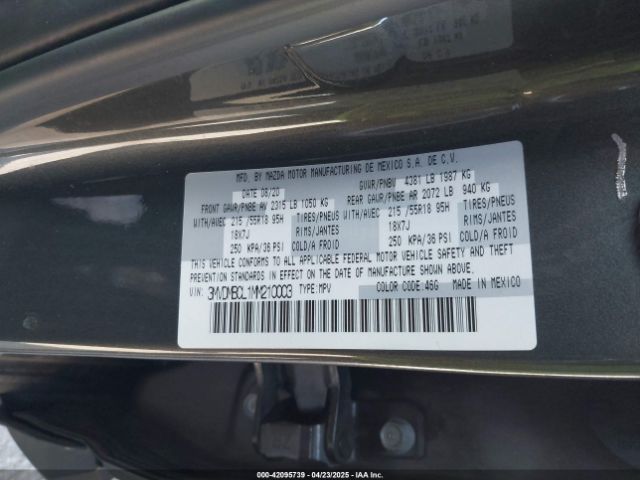 MFD. BY MAZDA MOTOR MANUFACTURING DE MEXICO S.A. DE C.V.
DATE 08/20 GVWR/PNBV 4381 LB 1987 KG
FRONT GAWR/PNBE AV 2315 LB 1050 KG REAR GAWR/PNBE AR 2072 LB 940 KG
WITH/AVEC 215/55R18 95H TIRES/PNEUS WITH/AVEC 215/55R18 95H TIRES/PNEUS
18X7J RIMS/JANTES 18X7J RIMS/JANTES
250 KPA/36 PSI COLD/A FROID 250 KPA/36 PSI COLD/A FROID
THIS VEHICLE CONFORMS TO ALL APPLICABLE FEDERAL MOTOR VEHICLE SAFETY AND THEFT
PREVENTION STANDARDS IN EFFECT ON THE DATE OF MANUFACTURE SHOWN ABOVE.
VIN: TYPE: MPV COLOR CODE: 46G MADE IN MEXICO
000-42095739 - 04/23/2025 - IAAI, Inc.